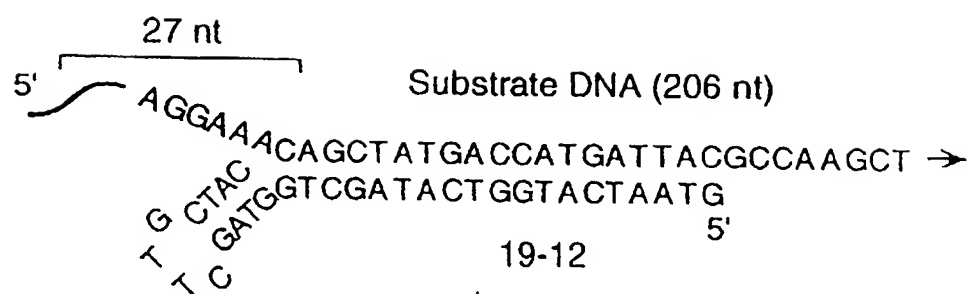 27 nt
5'
Substrate DNA (206 nt)
AGGAAACAGCTATGACCATGATTACGCCAAGCT →
CTAC
GATGGTCGATACTGGTACTAATG
G
T
T
C
5'
19-12